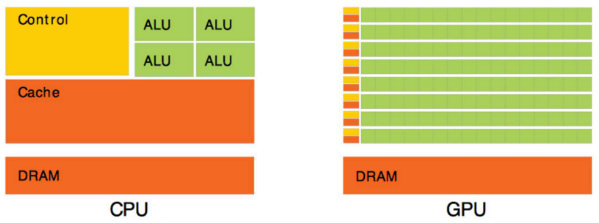 Control
ALU ALU
ALU ALU
Cache
DRAM
CPU
DRAM
GPU